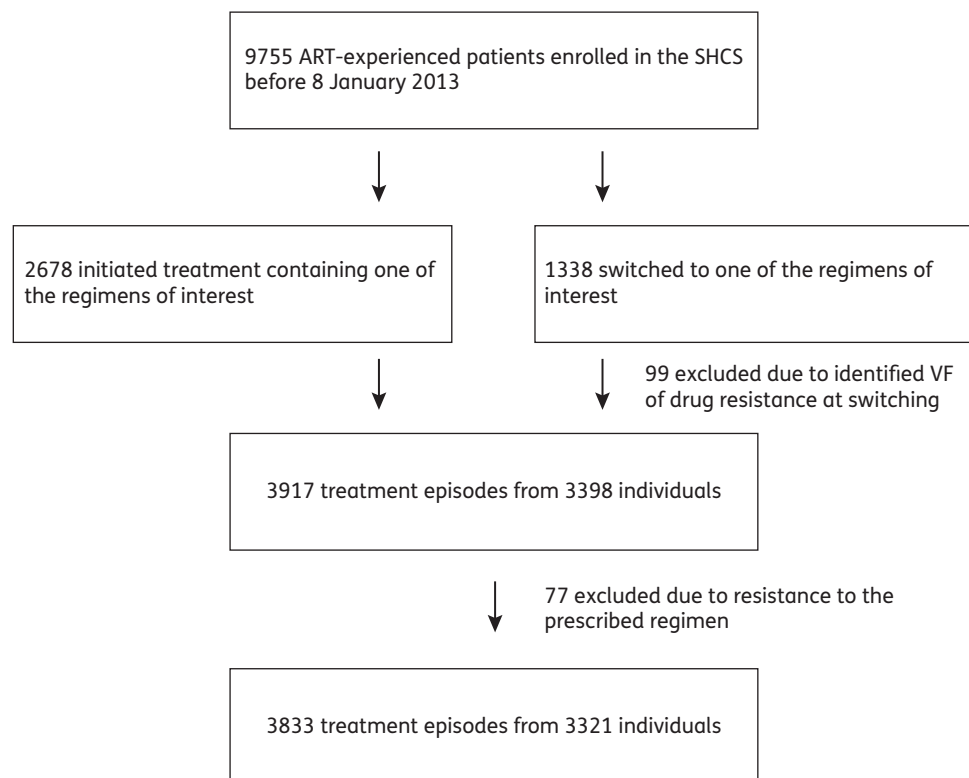 9755 ART-experienced patients enrolled in the SHCS
before 8 January 2013
2678 initiated treatment containing one of
the regimens of interest
1338 switched to one of the regimens of
interest
99 excluded due to identified VF
of drug resistance at switching
3917 treatment episodes from 3398 individuals
77 excluded due to resistance to the
prescribed regimen
3833 treatment episodes from 3321 individuals